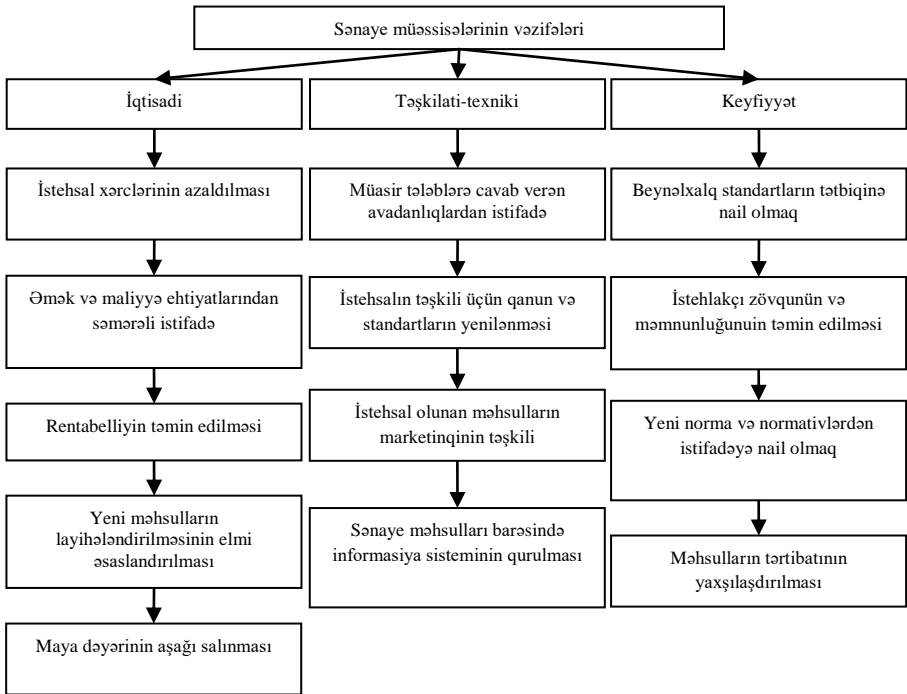 Sənaye müəssisələrinin vəzifələri
İqtisadi
Təşkilati-texniki
Keyfiyyət
İstehsal xərclərinin azaldılması
Müasir tələblərə cavab verən
avadanlıqlardan istifadə
Beynəlxalq standartların tətbiqinə
nail olmaq
Əmək və maliyyə ehtiyatlarından
səmərəli istifadə
İstehsalın təşkili üçün qanun və
standartların yenilənməsi
İstehlakçı zövqunün və
məmnunluğunuin təmin edilməsi
Rentabelliyin təmin edilməsi
İstehsal olunan məhsulların
marketinqinin təşkili
Yeni norma və normativlərdən
istifadəyə nail olmaq
Yeni məhsulların
layihələndirilməsinin elmi
əsaslandırılması
Sənaye məhsulları barəsində
informasiya sisteminin qurulması
Məhsulların tərtibatının
yaxşılaşdırılması
Maya dəyərinin aşağı salınması